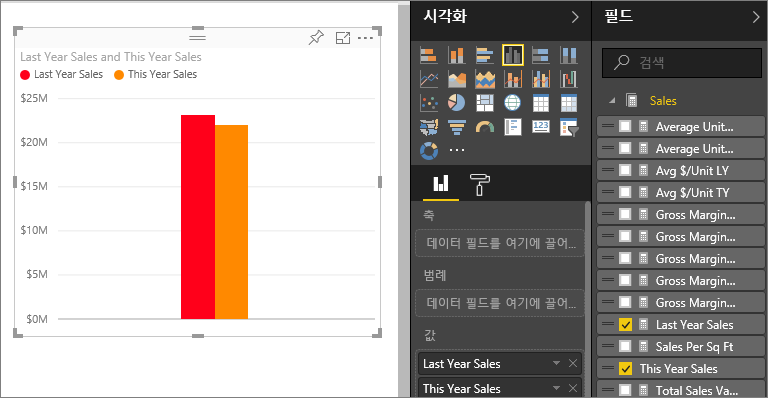 Last Year Sales and This Year Sales
Last Year Sales
This Year Sales
$25M
$20M
$15M
$10M
$5M
$0M
시각화
123
축
데이터 필드를 여기에 끌어...
범례
데이터 필드를 여기에 끌어...
값
Last Year Sales
This Year Sales
필드
검색
Sales
Average Unit...
Average Unit...
Avg $/Unit LY
Avg $/Unit TY
Gross Margin...
Gross Margin...
Gross Margin...
Gross Margin...
Gross Margin...
Last Year Sales
Sales Per Sq Ft
This Year Sales
Total Sales Va...